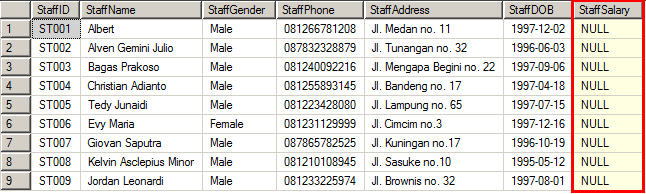 StaffID StaffName StaffGender StaffPhone StaffAddress StaffDOB StaffSalary
1 ST001 Albert Male 081266781208 Jl. Medan no. 11 1997-12-02 NULL
2 ST002 Alven Gemini Julio Male 087832328879 Jl. Tunangan no. 32 1996-06-03 NULL
3 ST003 Bagas Prakoso Male 081240092216 Jl. Mengapa Begini no. 22 1997-09-06 NULL
4 ST004 Christian Adianto Male 081255893145 Jl. Bandeng no. 17 1997-04-18 NULL
5 ST005 Tedy Junaidi Male 081223428080 Jl. Lampung no. 65 1997-07-15 NULL
6 ST006 Evy Maria Female 081231129999 Jl. Cimcim no.3 1997-12-16 NULL
7 ST007 Giovan Saputra Male 087865782525 Jl. Kuningan no.17 1996-10-19 NULL
8 ST008 Kelvin Asclepius Minor Male 081210108945 Jl. Sasuke no.10 1995-05-12 NULL
9 ST009 Jordan Leonardi Male 081233225974 Jl. Brownis no. 32 1997-08-01 NULL